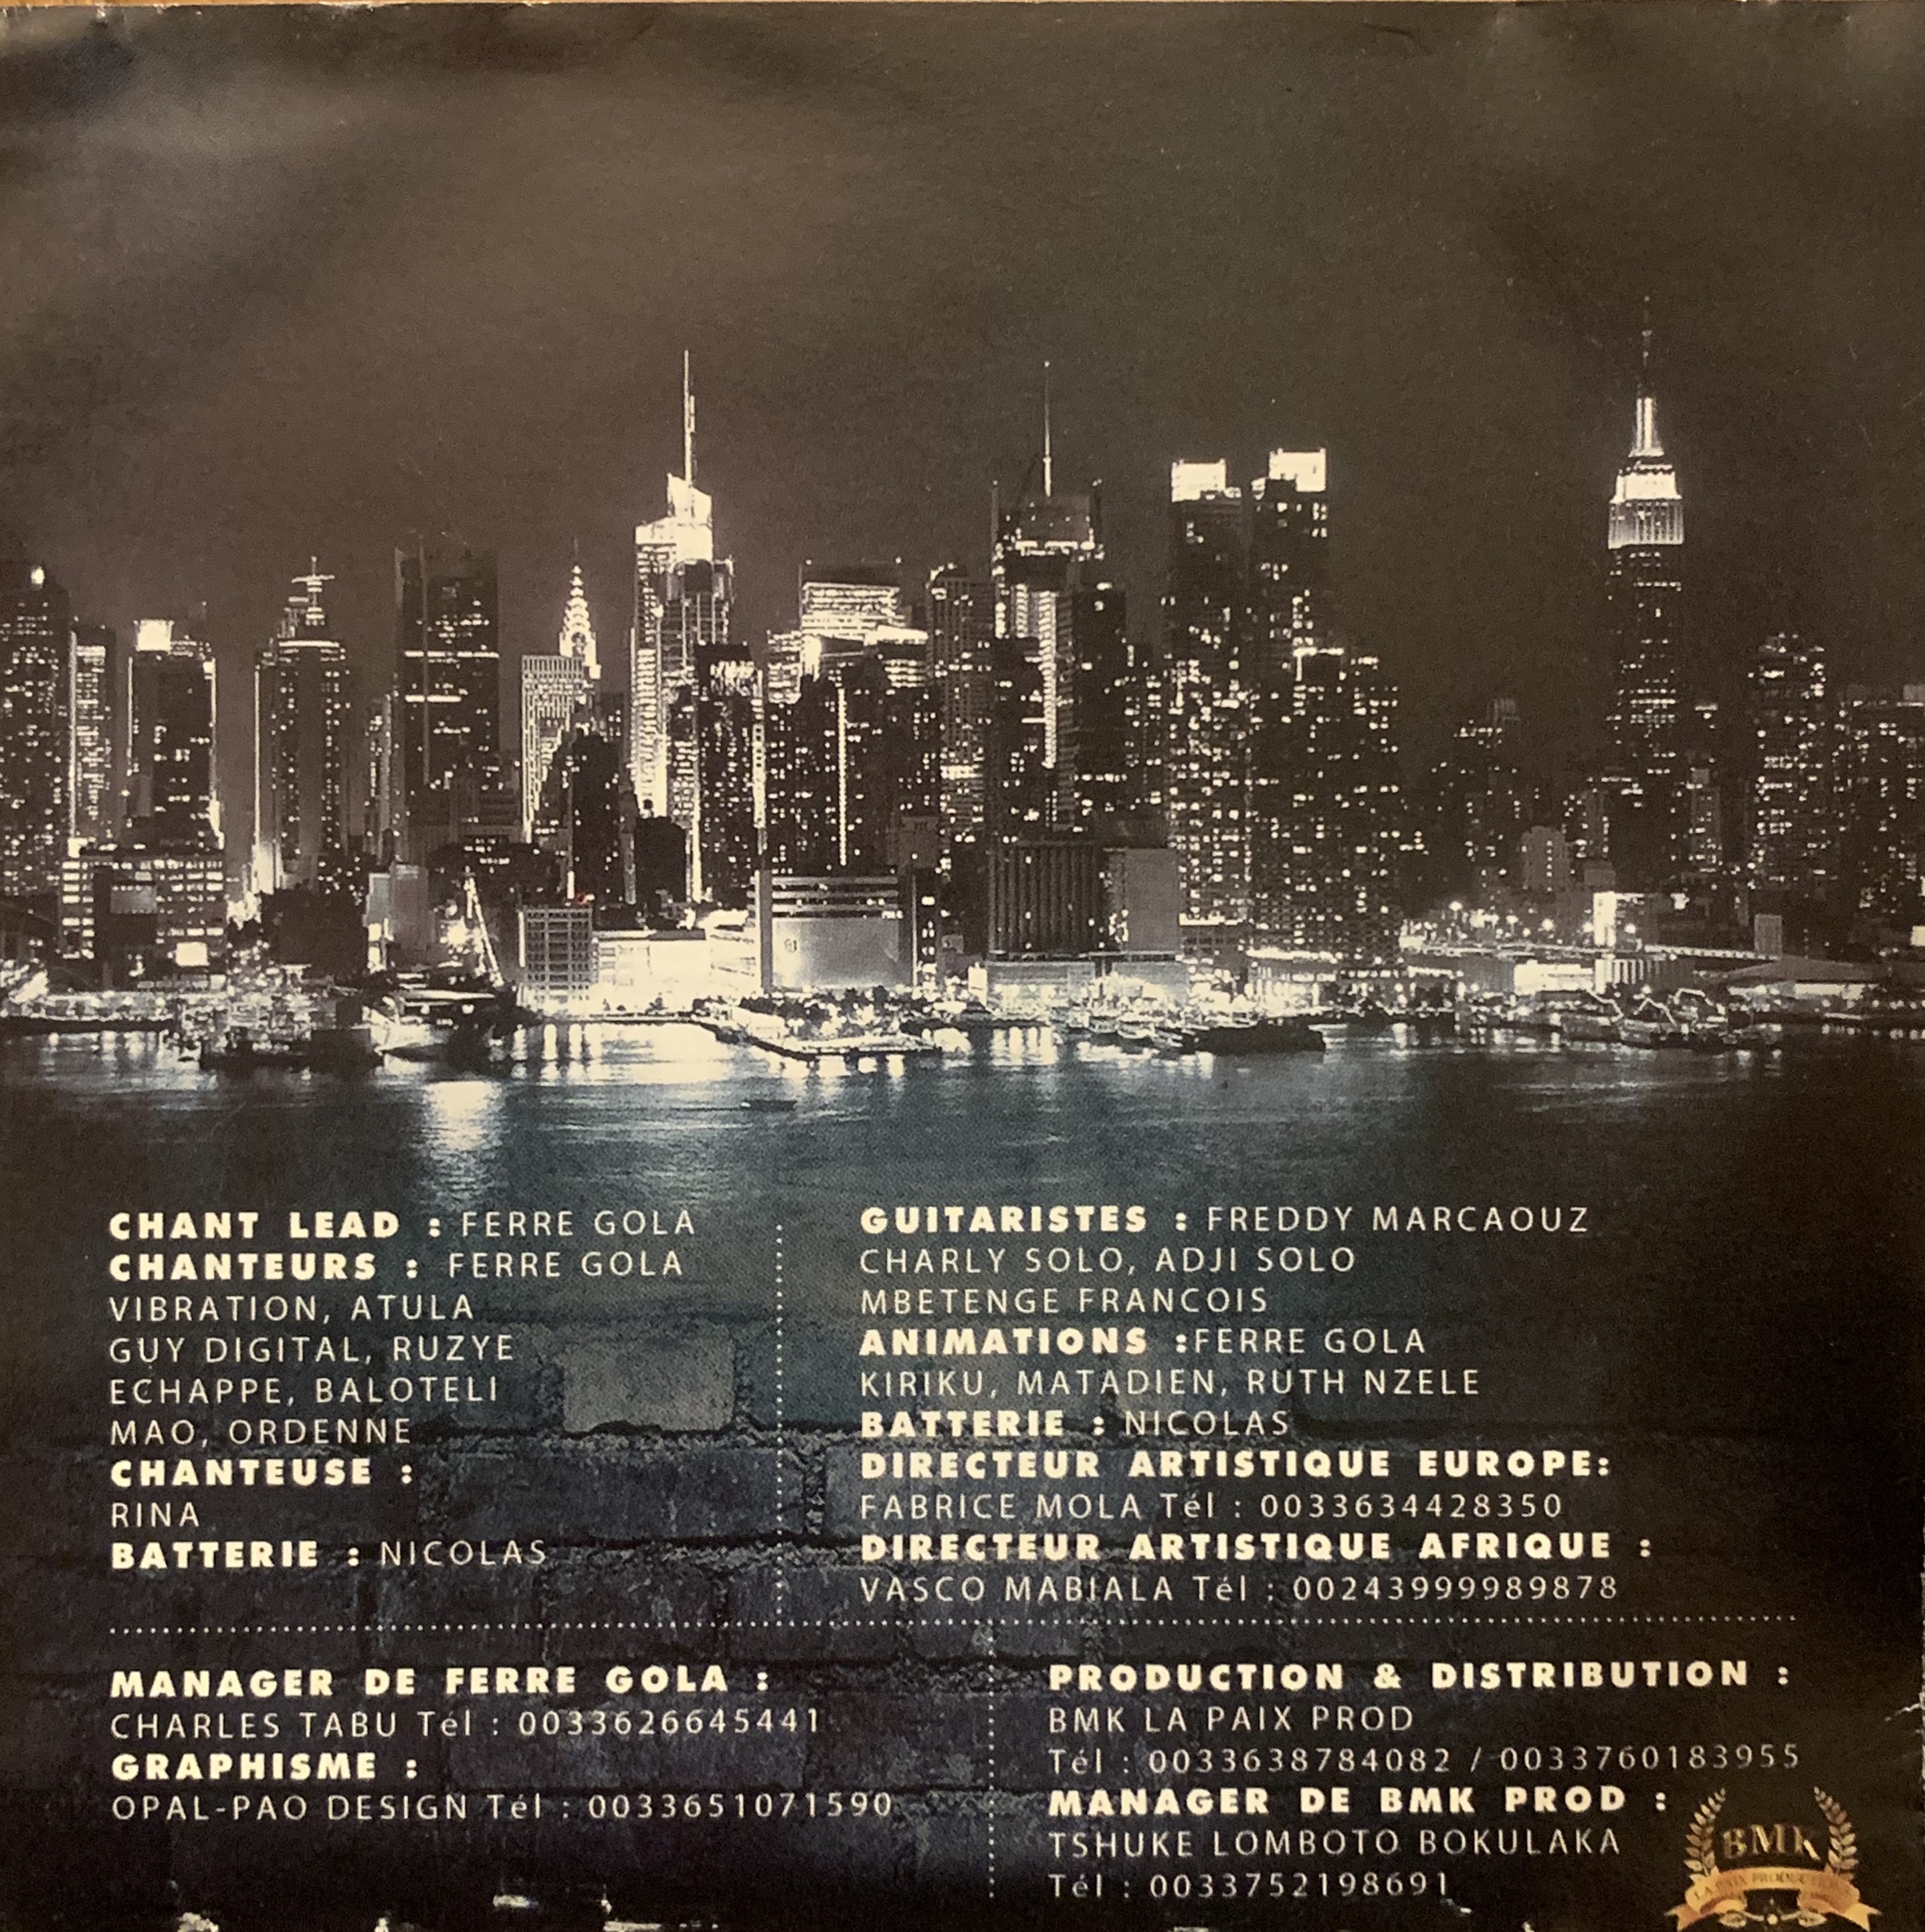 CHANT LEAD : FERRE GOLA
CHANTEURS : FERRE GOLA
VIBRATION, ATULA
GUY DIGITAL, RUZYE
ECHAPPE, BALOTELI
MAO, ORDENNE
CHANTEUSE :
RINA
BATTERIE : NICOLAS
GUITARISTES : FREDDY MARCAOUZ
CHARLY SOLO, ADJI SOLO
MBETENGE FRANCOIS
ANIMATIONS :FERRE GOLA
KIRIKU, MATADIEN, RUTH NZELE
BATTERIE : NICOLAS
DIRECTEUR ARTISTIQUE EUROPE:
FABRICE MOLA Tél : 0033634428350
DIRECTEUR ARTISTIQUE AFRIQUE :
VASCO MABIALA Tél : 00243999989878
MANAGER DE FERRE GOLA :
CHARLES TABU Tél : 0033626645441
GRAPHISME :
OPAL-PAO DESIGN Tél : 0033651071590
PRODUCTION & DISTRIBUTION :
BMK LA PAIX PROD
Tél : 0033638784082 / 0033760183955
MANAGER DE BMK PROD :
TSHUKE LOMBOTO BOKULAKA
Tél : 0033752198691
BMK
LA PAIX PRODUCTION